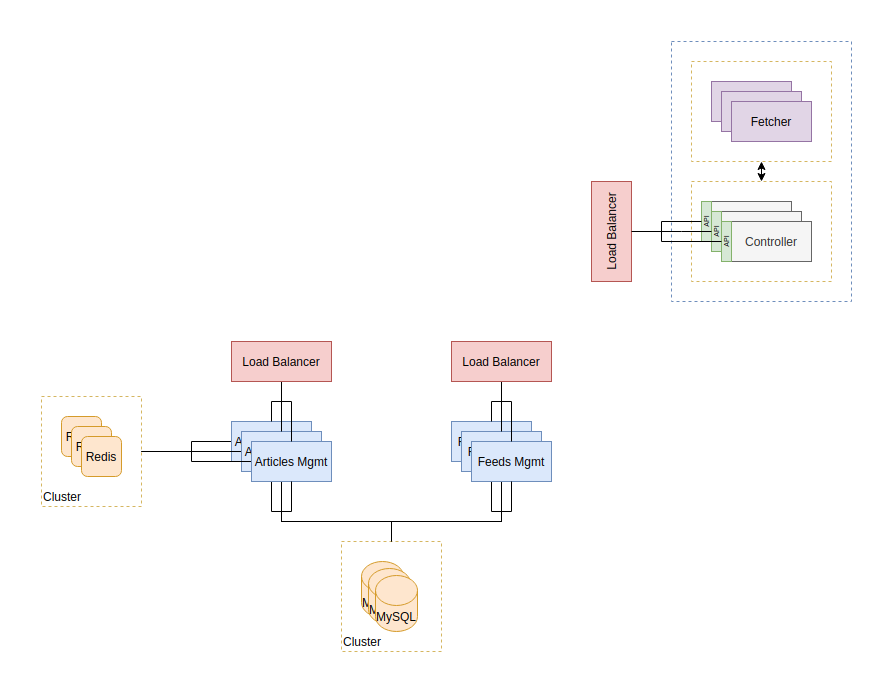 Fetcher
Load Balancer
API
API
API
Controller
Load Balancer
Load Balancer
A
A
Articles Mgmt
F
F
Feeds Mgmt
R
R
Redis
Cluster
M
M
MySQL
Cluster